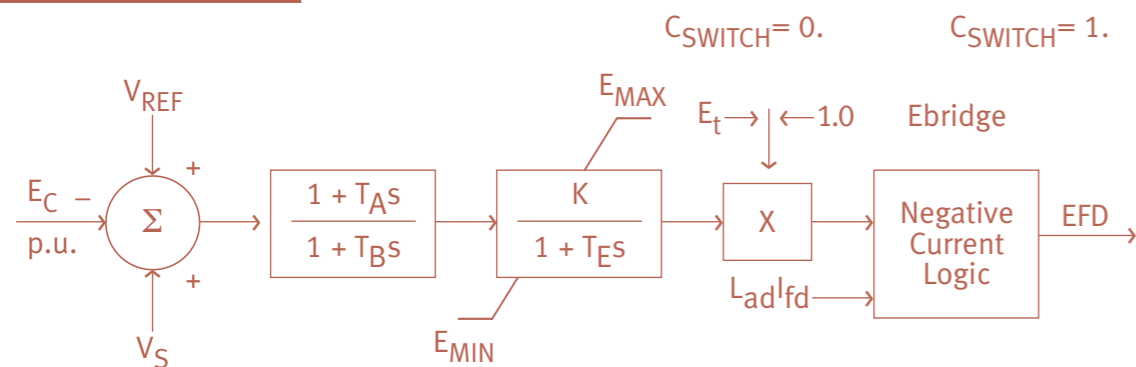 CSWITCH= 0. CSWITCH= 1.
VREF
EMAX
Et 1.0 Ebridge
+
EC –
p.u.
Σ
1 + TAs
1 + TBs
K
1 + TEs
X
Negative
Current
Logic
EFD
+
LadIfd
VS
EMIN